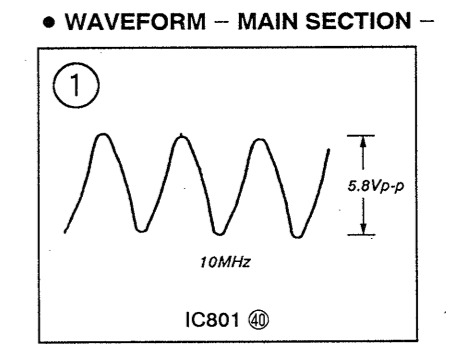 ● WAVEFORM – MAIN SECTION –
①
5.8Vp-p
10MHz
IC801 ㊵